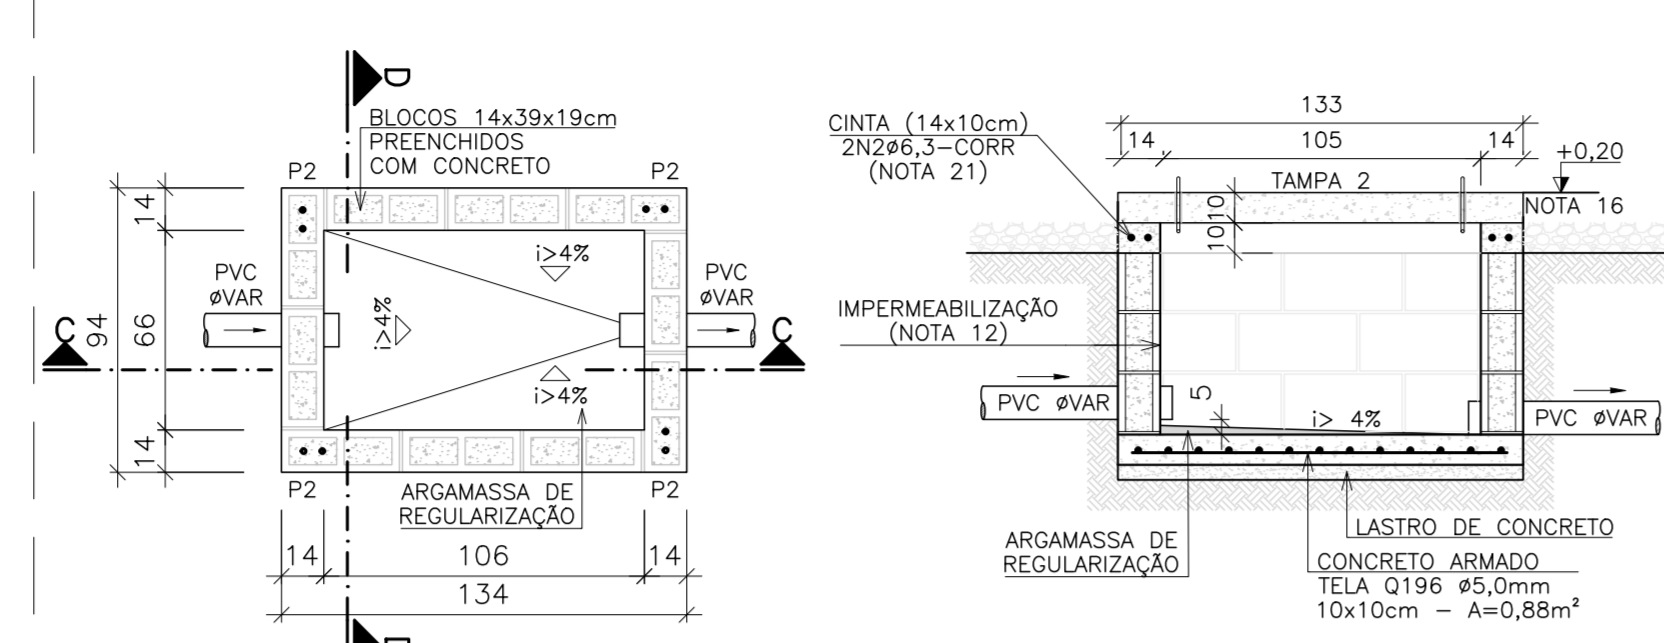 D
BLOCOS 14x39x19cm
PREENCHIDOS
COM CONCRETO
P2
P2
14
66
14
94
PVC
øVAR
PVC
øVAR
i>4%
i>4%
i>4%
C
C
P2
P2
ARGAMASSA DE
REGULARIZAÇÃO
14
106
14
134
CINTA (14x10cm)
2N2ø6,3-CORR
(NOTA 21)
133
14
105
14
+0,20
TAMPA 2
NOTA 16
10
10
IMPERMEABILIZAÇÃO
(NOTA 12)
PVC øVAR
5
i> 4%
PVC øVAR
ARGAMASSA DE
REGULARIZAÇÃO
LASTRO DE CONCRETO
CONCRETO ARMADO
TELA Q196 ø5,0mm
10x10cm - A=0,88m²